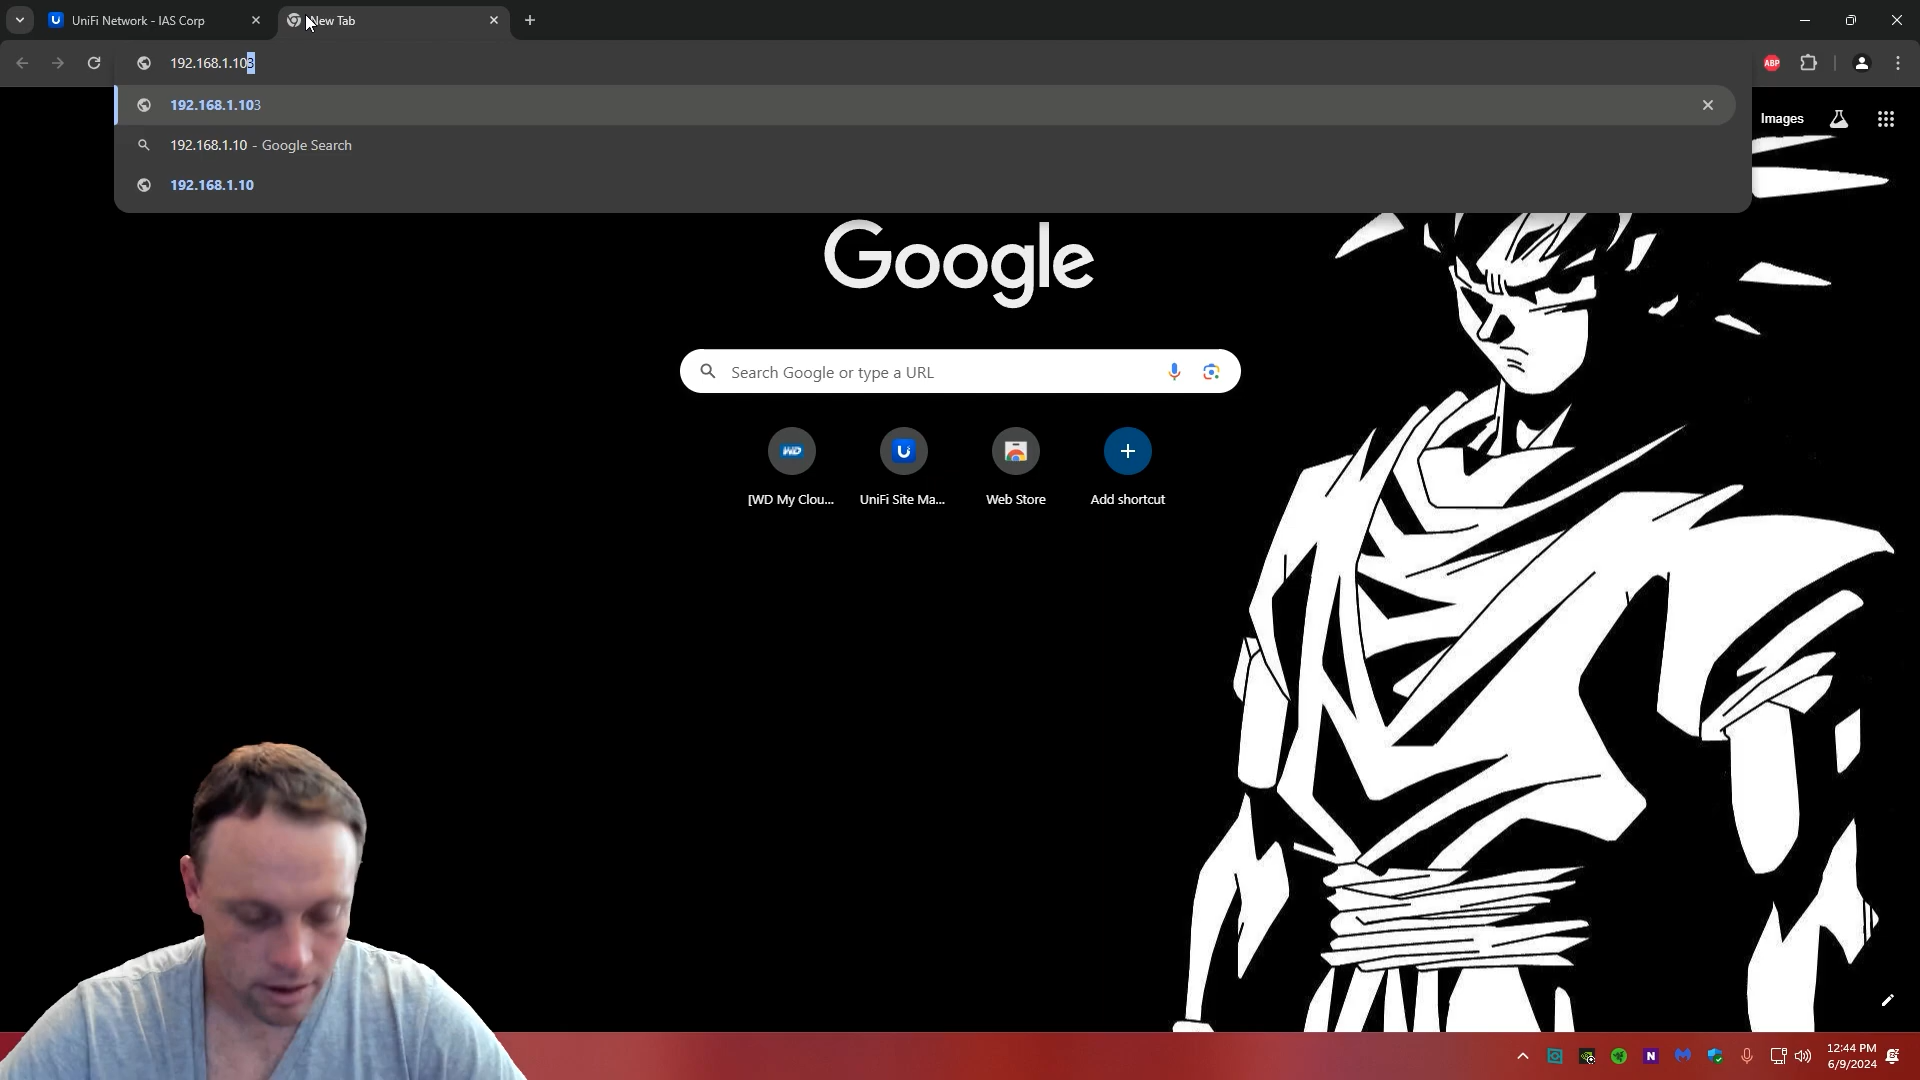 UniFi Network - IAS Corp
New Tab
192.168.1.103
ABP
192.168.1.103
192.168.1.10 - Google Search
192.168.1.10
Images
Google
Search Google or type a URL
WD
[WD My Clou...
UniFi Site Ma...
Web Store
Add shortcut
N
12:44 PM
6/9/2024